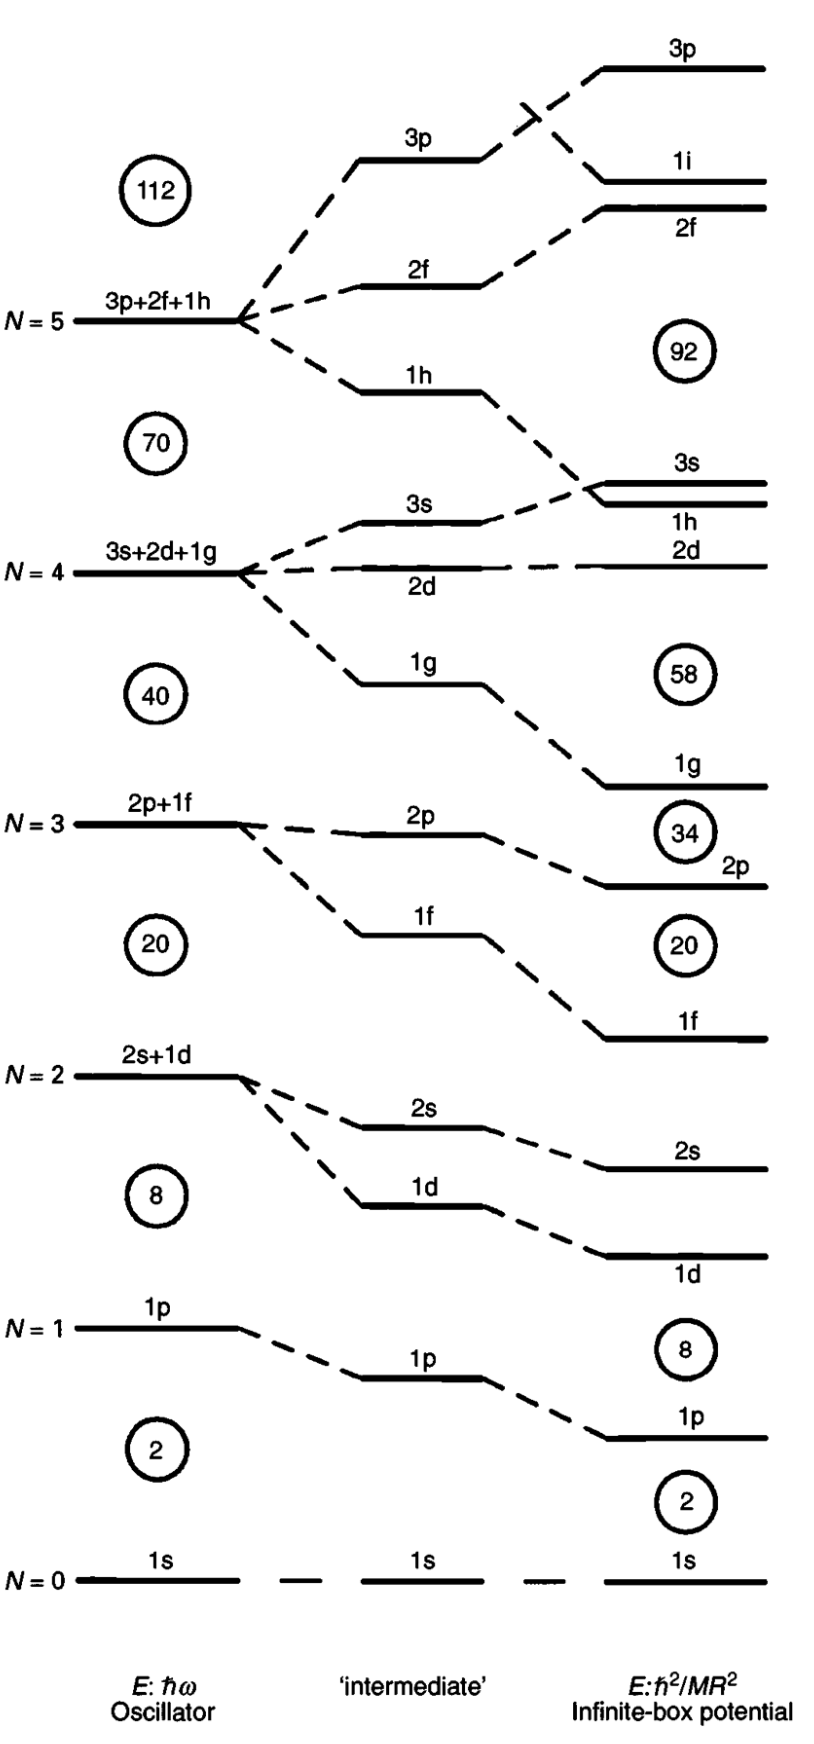 3p
3p
1i
112
2f
2f
3p+2f+1h
N = 5
92
1h
70
3s
3s
1h
3s+2d+1g
2d
N = 4
2d
1g
58
40
1g
2p+1f
2p
N = 3
34
2p
1f
20
20
1f
2s+1d
N = 2
2s
2s
1d
8
1d
1p
N = 1
8
1p
1p
2
2
1s
1s
1s
N = 0
E: ħω
Oscillator
'intermediate'
E:ħ²/MR²
Infinite-box potential